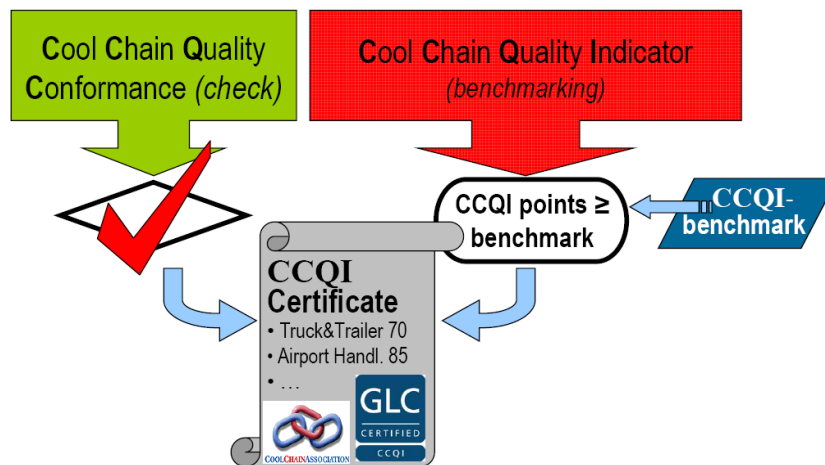 Cool Chain Quality
Conformance (check)
Cool Chain Quality Indicator
(benchmarking)
CCQI points ≥
benchmark
CCQI-
benchmark
CCQI
Certificate
• Truck&Trailer 70
• Airport Handl. 85
• ...
COOLCHAINASSOCIATION
GLC
CERTIFIED
CCQI